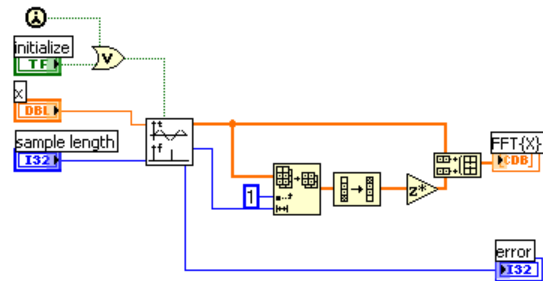 initialize
TF
V
X
DBL
t
sample length
I32
f
1
z*
FFT{X}
CDB
error
I32